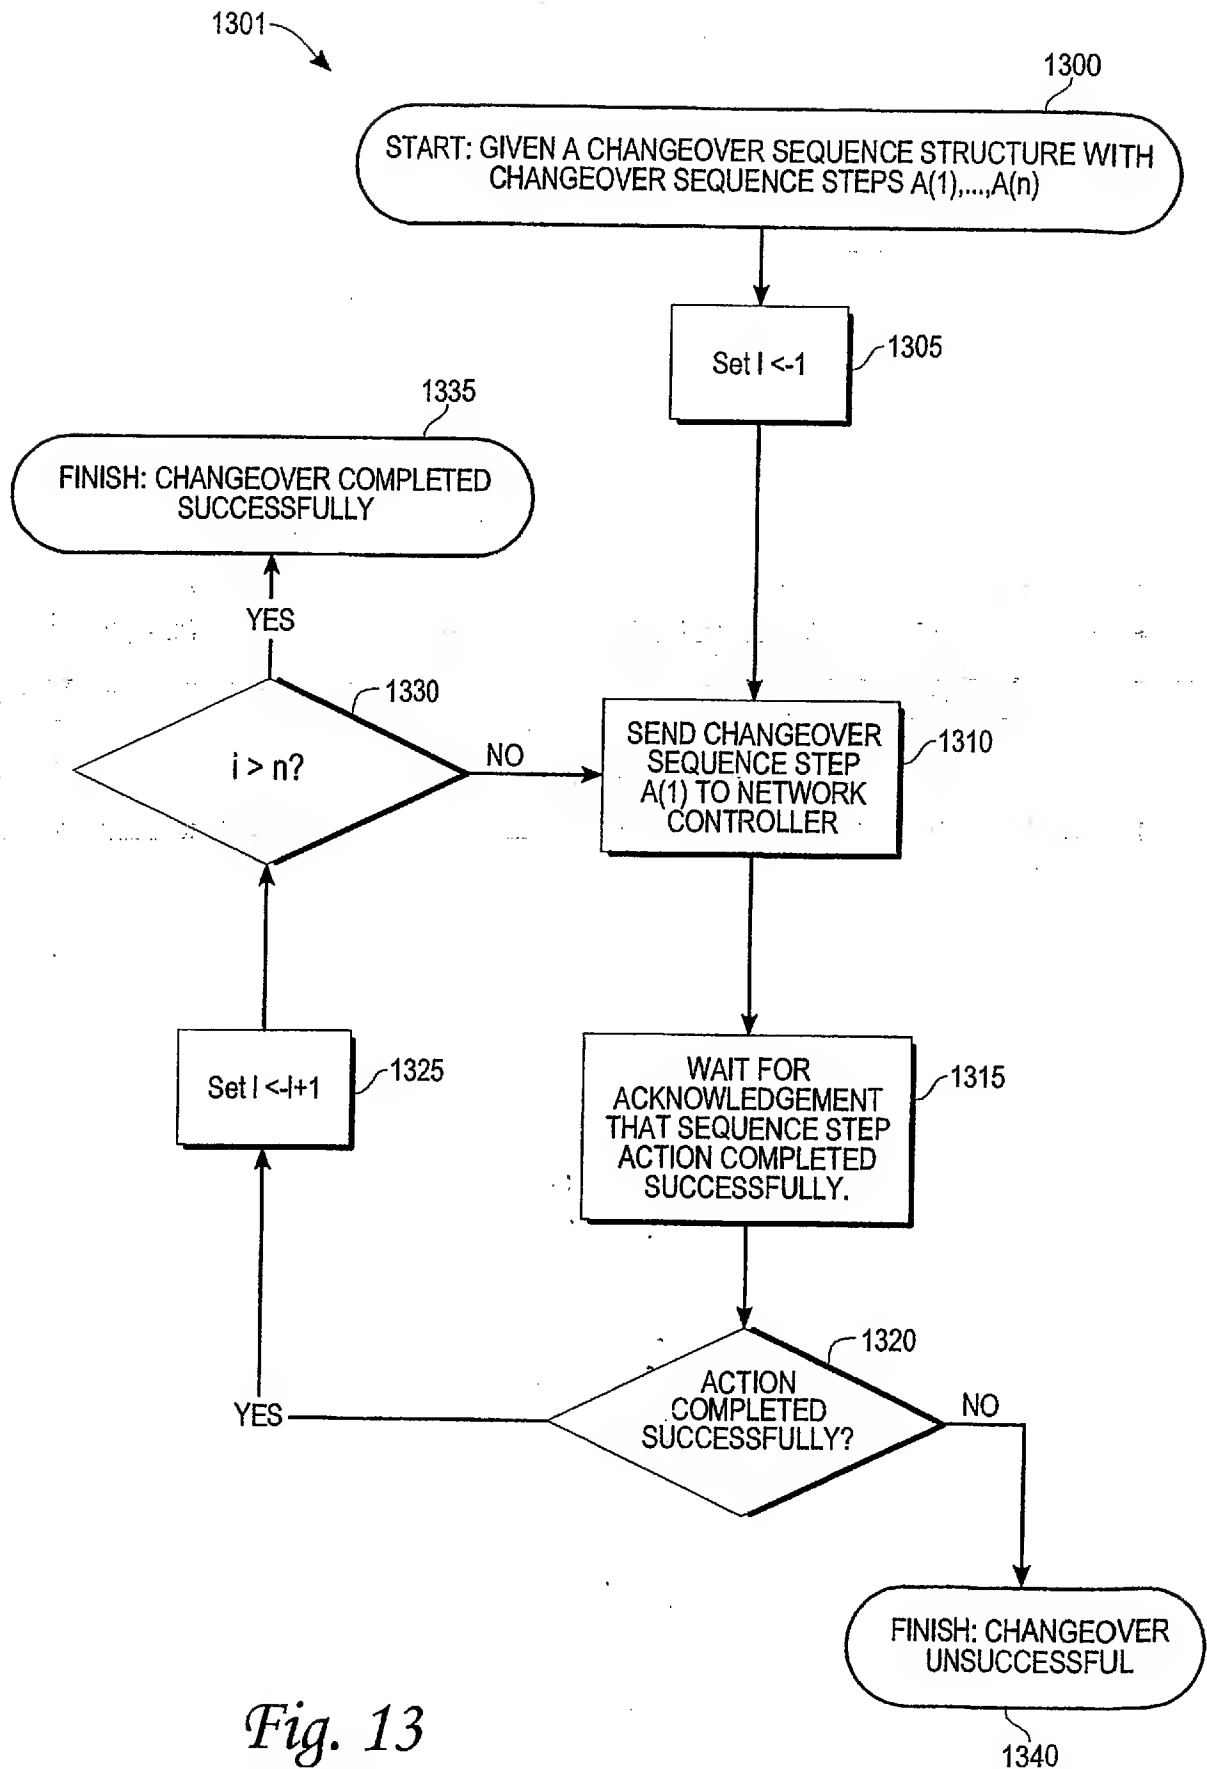 1301
1300
START: GIVEN A CHANGEOVER SEQUENCE STRUCTURE WITH
CHANGEOVER SEQUENCE STEPS A(1),...,A(n)
Set I <-1
1305
1335
FINISH: CHANGEOVER COMPLETED
SUCCESSFULLY
YES
1330
i > n?
NO
SEND CHANGEOVER
SEQUENCE STEP
A(1) TO NETWORK
CONTROLLER
1310
Set I <-I+1
1325
WAIT FOR
ACKNOWLEDGEMENT
THAT SEQUENCE STEP
ACTION COMPLETED
SUCCESSFULLY.
1315
1320
ACTION
COMPLETED
SUCCESSFULLY?
YES
NO
FINISH: CHANGEOVER
UNSUCCESSFUL
1340
Fig. 13